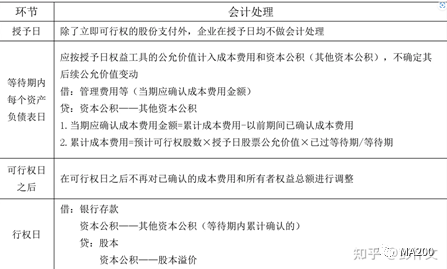 环节
会计处理
授予日
除了立即可行权的股份支付外，企业在授予日均不做会计处理
等待期内
每个资产
负债表日
应按授予日权益工具的公允价值计入成本费用和资本公积（其他资本公积），不确定其
后续公允价值变动
借：管理费用等（当期应确认成本费用金额）
贷：资本公积——其他资本公积
1.当期应确认成本费用金额=累计成本费用-以前期间已确认成本费用
2.累计成本费用=预计可行权股数×授予日股票公允价值×已过等待期/等待期
可行权日
之后
在可行权日之后不再对已确认的成本费用和所有者权益总额进行调整
行权日
借：银行存款
资本公积——其他资本公积（等待期内累计确认的）
贷：股本
资本公积——股本溢价
知乎 @MA200